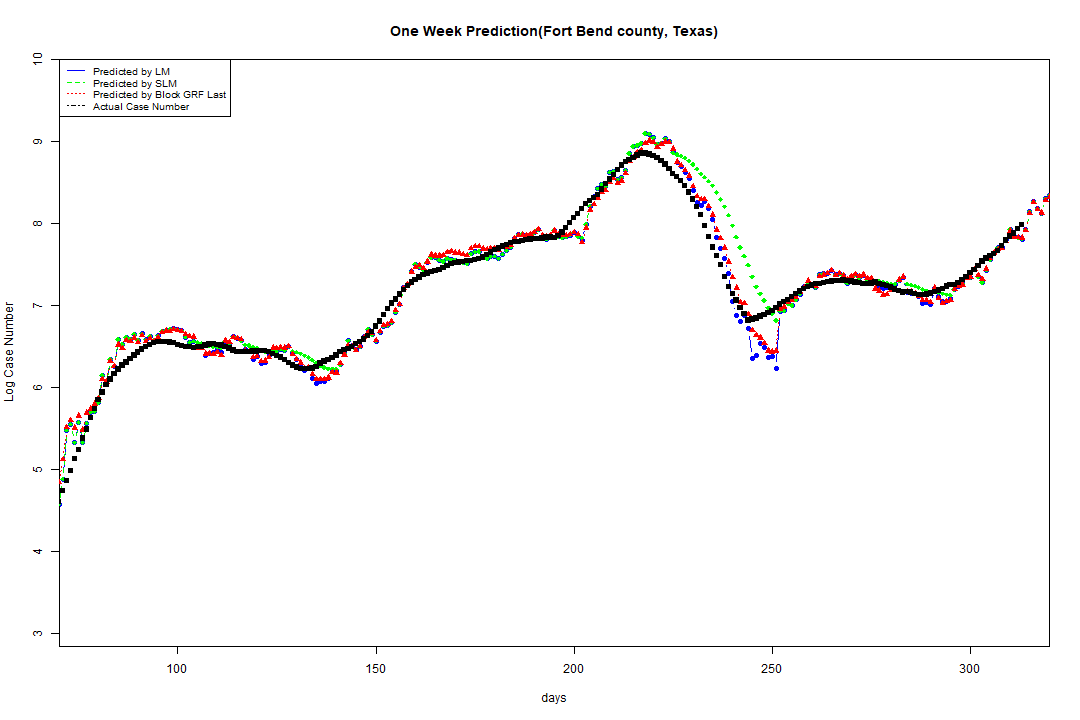 One Week Prediction(Fort Bend county, Texas)
Predicted by LM
Predicted by SLM
Predicted by Block GRF Last
Actual Case Number
10
9
8
7
6
5
4
3
Log Case Number
100 150 200 250 300
days